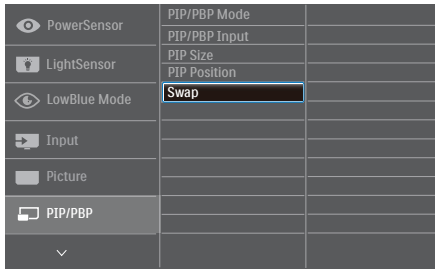 PowerSensor
LightSensor
LowBlue Mode
Input
Picture
PIP/PBP
PIP/PBP Mode
PIP/PBP Input
PIP Size
PIP Position
Swap